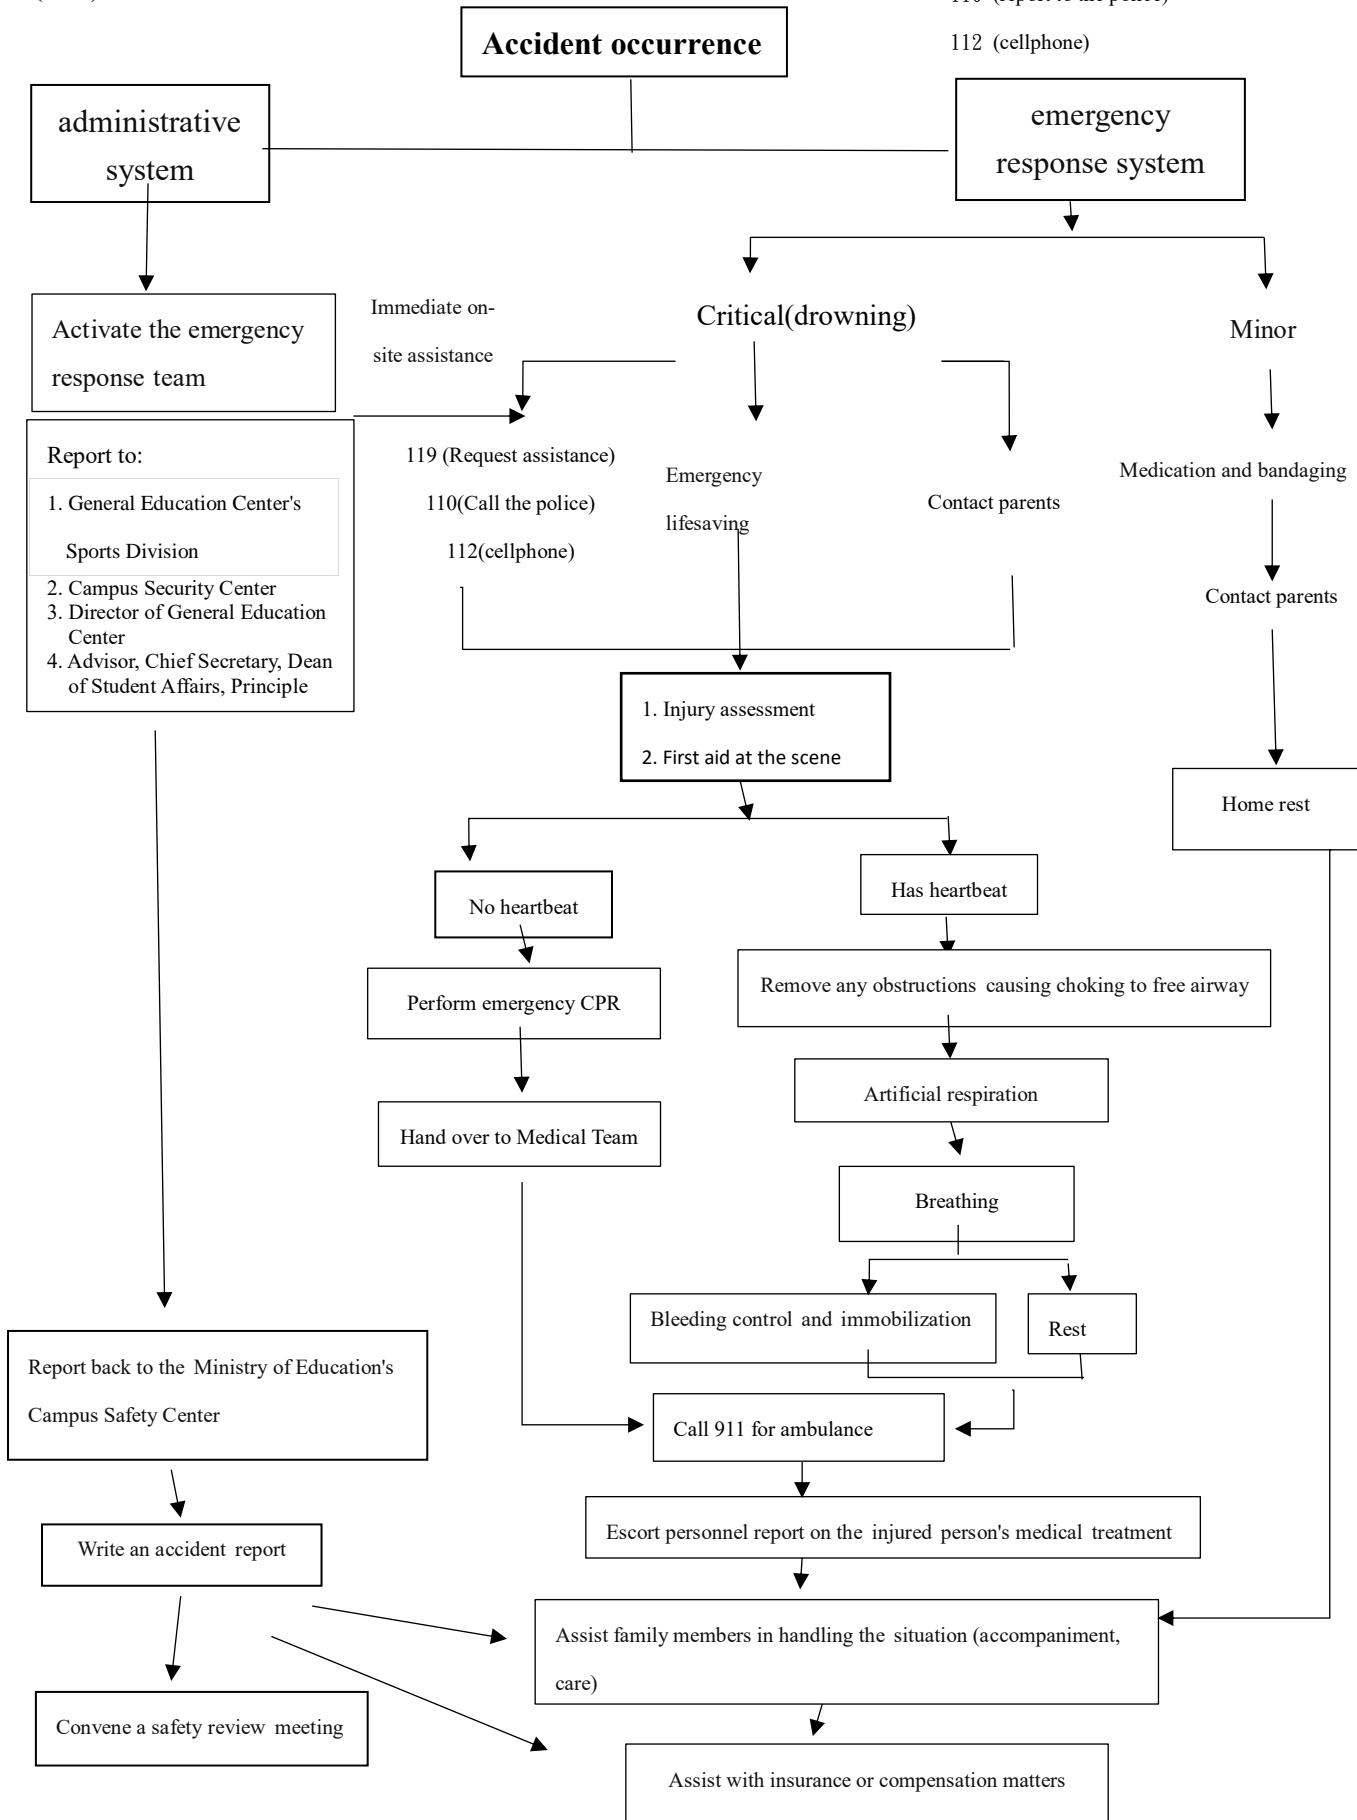 112 (cellphone)
Accident occurrence
administrative
system
emergency
response system
Activate the emergency
response team
Immediate on-
site assistance
Critical(drowning)
Minor
Report to:
1. General Education Center's
Sports Division
2. Campus Security Center
3. Director of General Education
Center
4. Advisor, Chief Secretary, Dean
of Student Affairs, Principle
119 (Request assistance)
110(Call the police)
112(cellphone)
Emergency
lifesaving
Contact parents
Medication and bandaging
Contact parents
1. Injury assessment
2. First aid at the scene
Home rest
No heartbeat
Has heartbeat
Perform emergency CPR
Remove any obstructions causing choking to free airway
Hand over to Medical Team
Artificial respiration
Breathing
Bleeding control and immobilization
Rest
Report back to the Ministry of Education's
Campus Safety Center
Call 911 for ambulance
Write an accident report
Escort personnel report on the injured person's medical treatment
Assist family members in handling the situation (accompaniment,
care)
Convene a safety review meeting
Assist with insurance or compensation matters